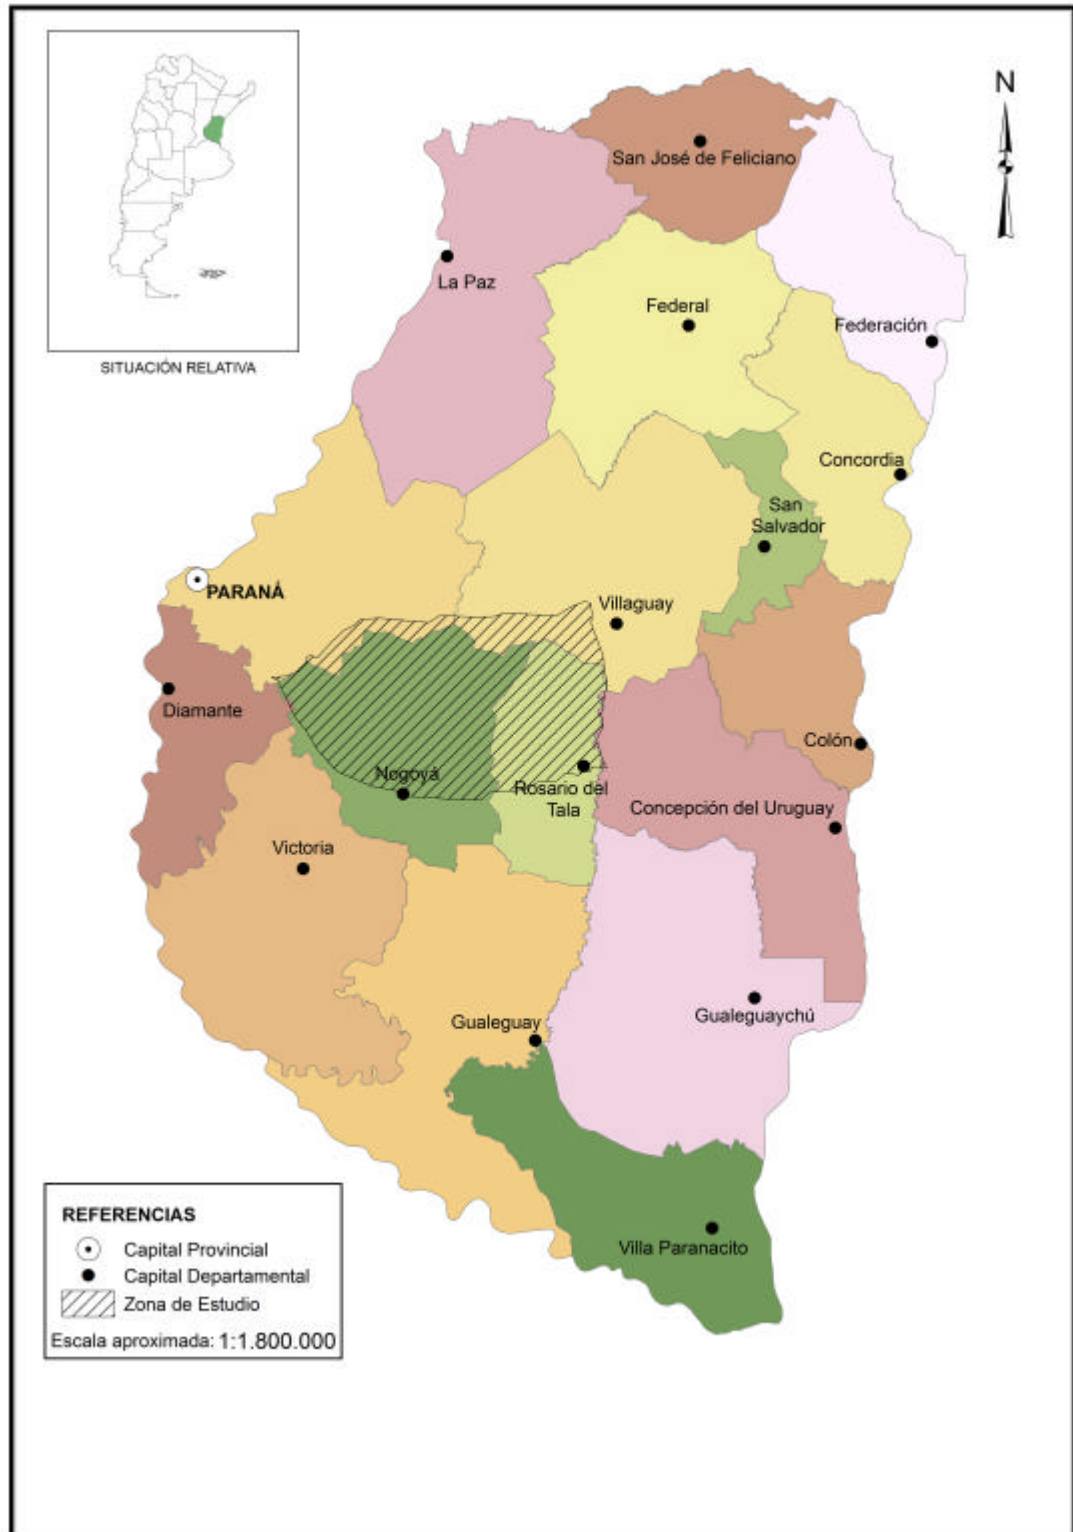 N
SITUACIÓN RELATIVA
San José de Feliciano
La Paz
Federal
Federación
Concordia
San
Salvador
PARANÁ
Villaguay
Diamante
Colón
Nogoyá
Rosario del
Tala
Concepción del Uruguay
Victoria
Gualeguaychú
Gualeguay
Villa Paranacito
REFERENCIAS
Capital Provincial
Capital Departamental
Zona de Estudio
Escala aproximada: 1:1.800.000